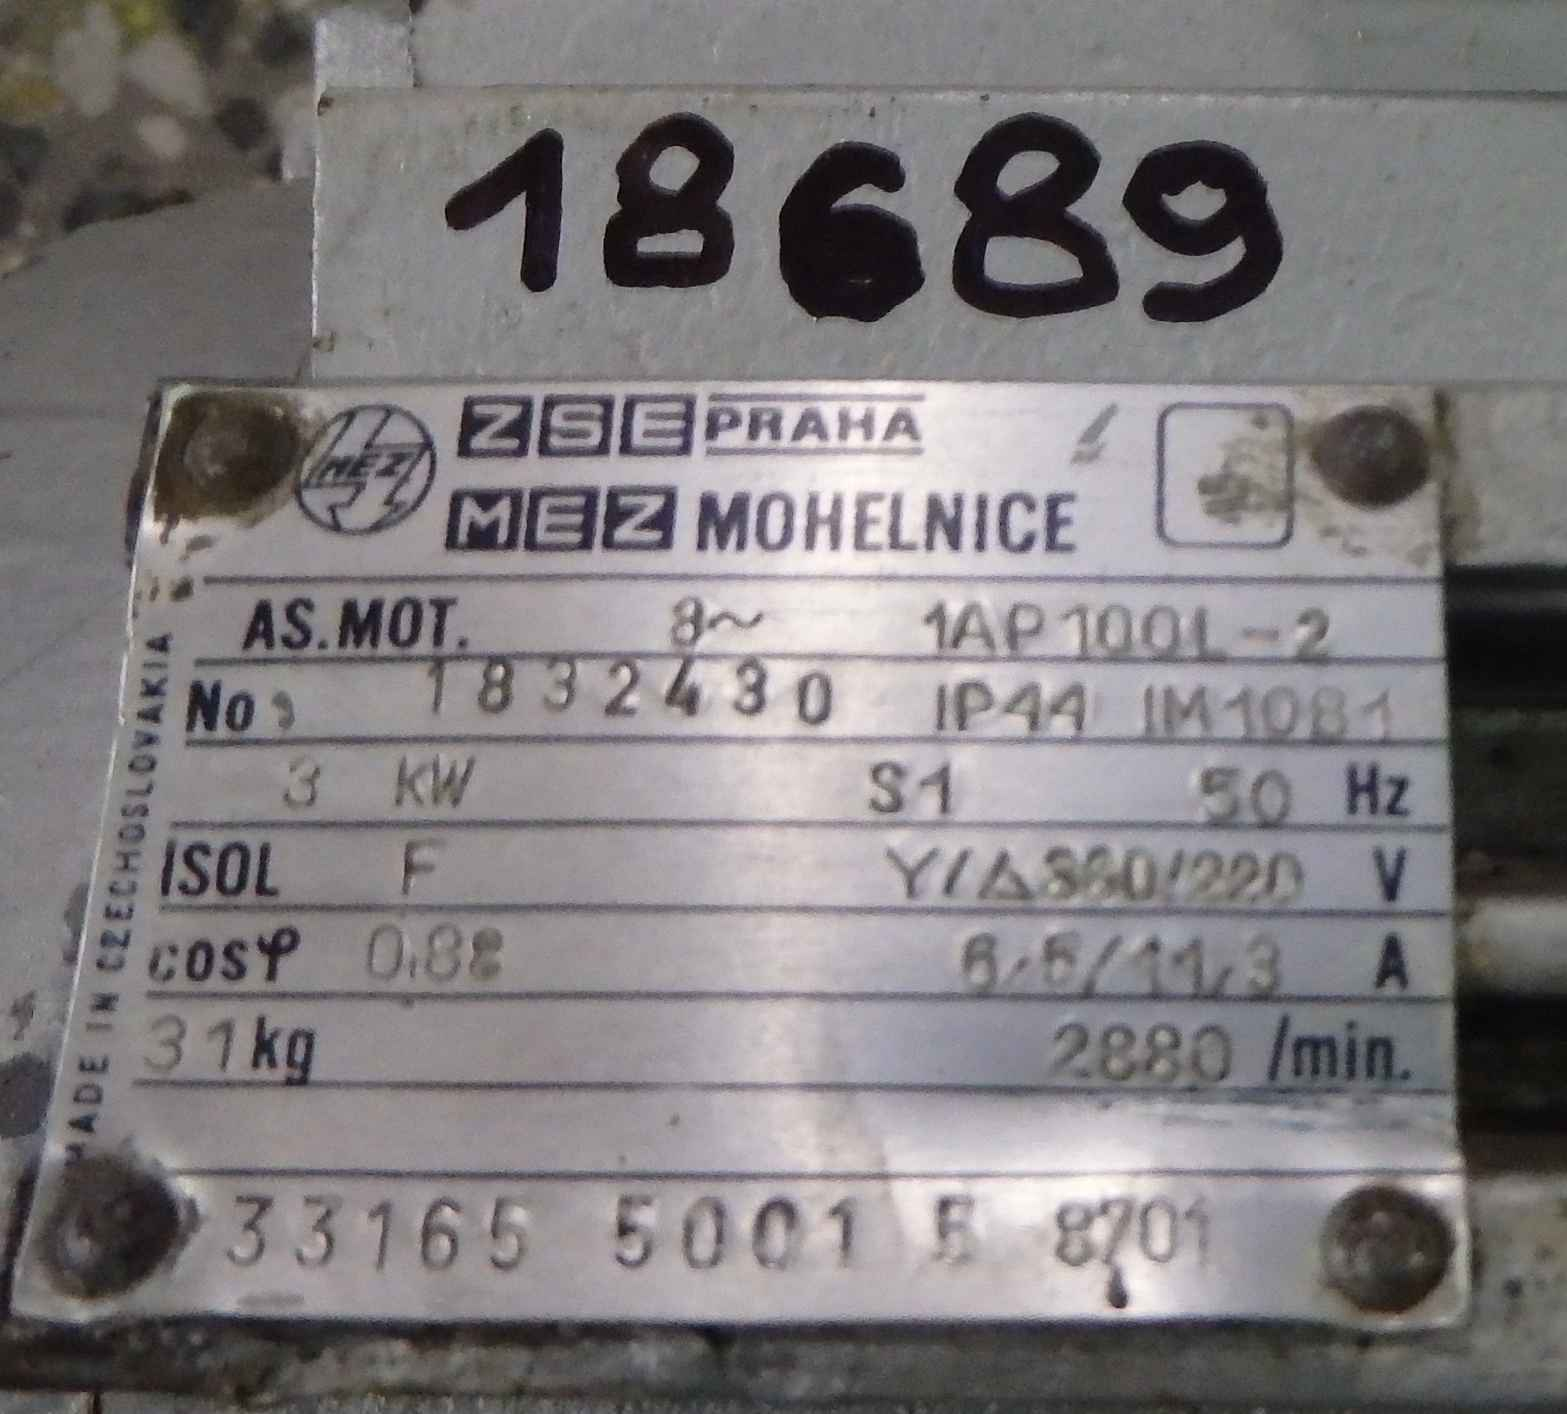 18689
MEZ
ZSE PRAHA
MEZ MOHELNICE
AS.MOT. 3~ 1AP100L-2
No 1832430 IP44 IM1081
3 kW S1 50 Hz
ISOL F Y/Δ380/220 V
cosφ 0,88 6,5/11,3 A
31kg 2880 /min.
33165 5001 5 8701
MADE IN CZECHOSLOVAKIA